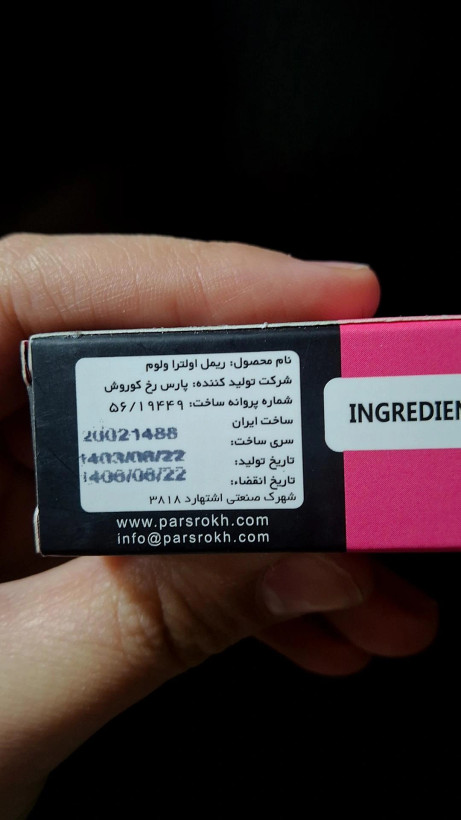 نام محصول: ریمل اولترا ولوم
شرکت تولید کننده: پارس رخ کوروش
شماره پروانه ساخت: ۵۶/۱۹۴۴۹
ساخت ایران
سری ساخت: 20021488
تاریخ تولید: 1403/06/22
تاریخ انقضاء: 1406/06/22
شهرک صنعتی اشتهارد ۳۸۱۸
www.parsrokh.com
info@parsrokh.com
INGREDIEN